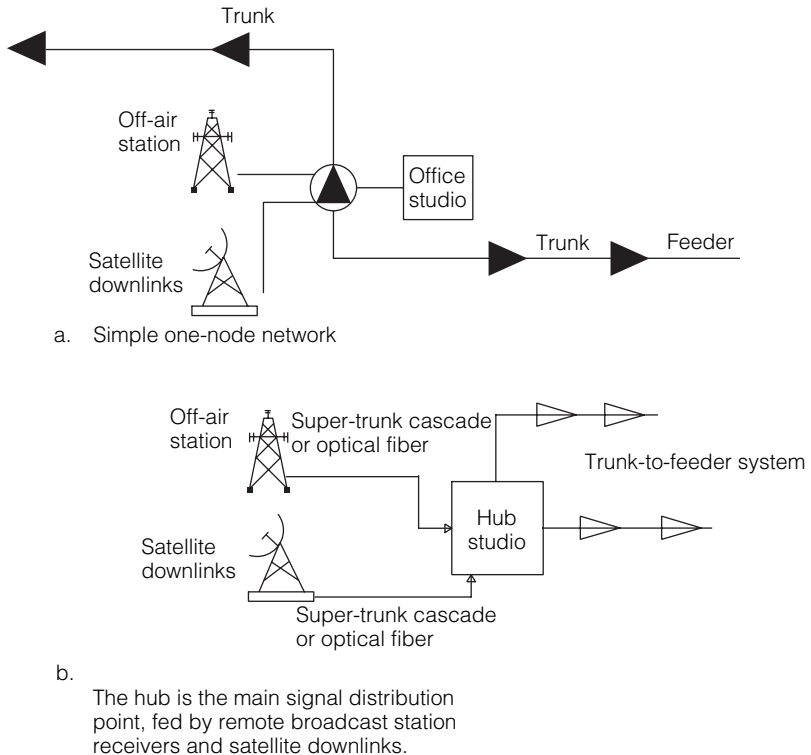 Trunk
Off-air
station
Office
studio
Trunk
Feeder
Satellite
downlinks
a. Simple one-node network
Off-air
station
Super-trunk cascade
or optical fiber
Trunk-to-feeder system
Hub
studio
Satellite
downlinks
Super-trunk cascade
or optical fiber
b.
The hub is the main signal distribution
point, fed by remote broadcast station
receivers and satellite downlinks.